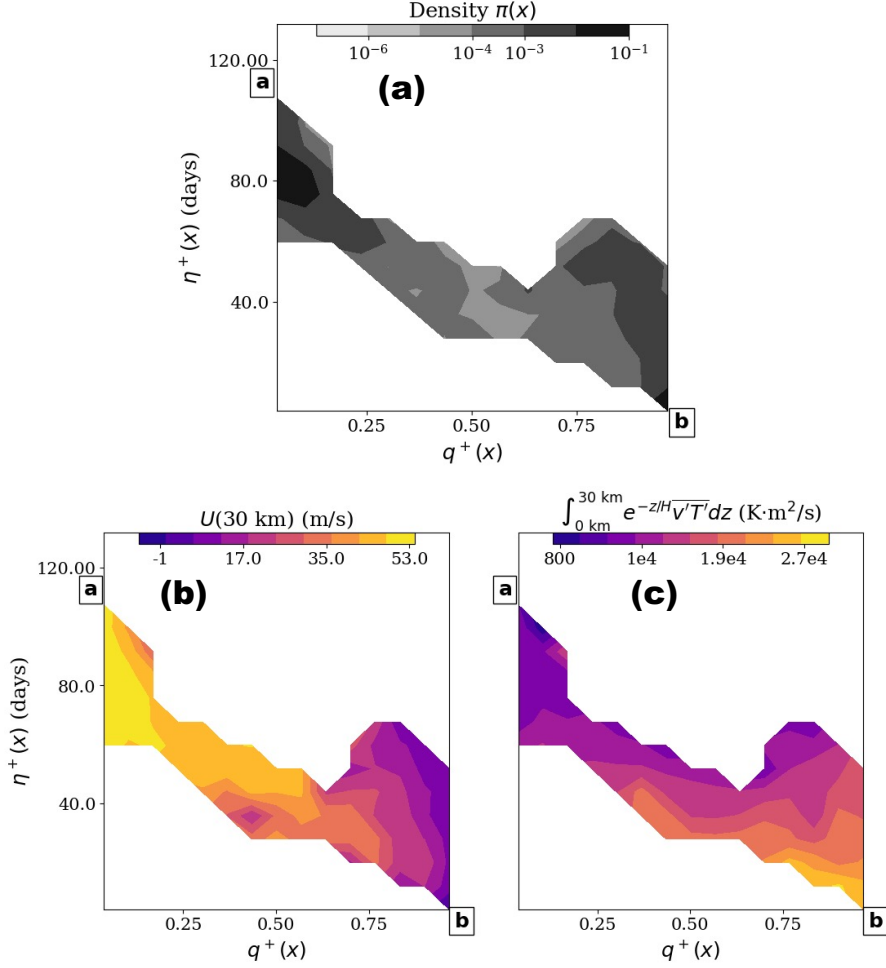 Density π(x)
10⁻⁶ 10⁻⁴ 10⁻³ 10⁻¹
120.00
a
(a)
80.0
40.0
η⁺(x) (days)
0.25 0.50 0.75
b
q⁺(x)
U(30 km) (m/s)
-1 17.0 35.0 53.0
120.00
a
(b)
80.0
40.0
η⁺(x) (days)
0.25 0.50 0.75
b
q⁺(x)
∫₀ ₖₘ³⁰ ᵏᵐ e⁻ᶻ/ᴴ v′T′ dz (K·m²/s)
800 1e4 1.9e4 2.7e4
a
(c)
0.25 0.50 0.75
b
q⁺(x)